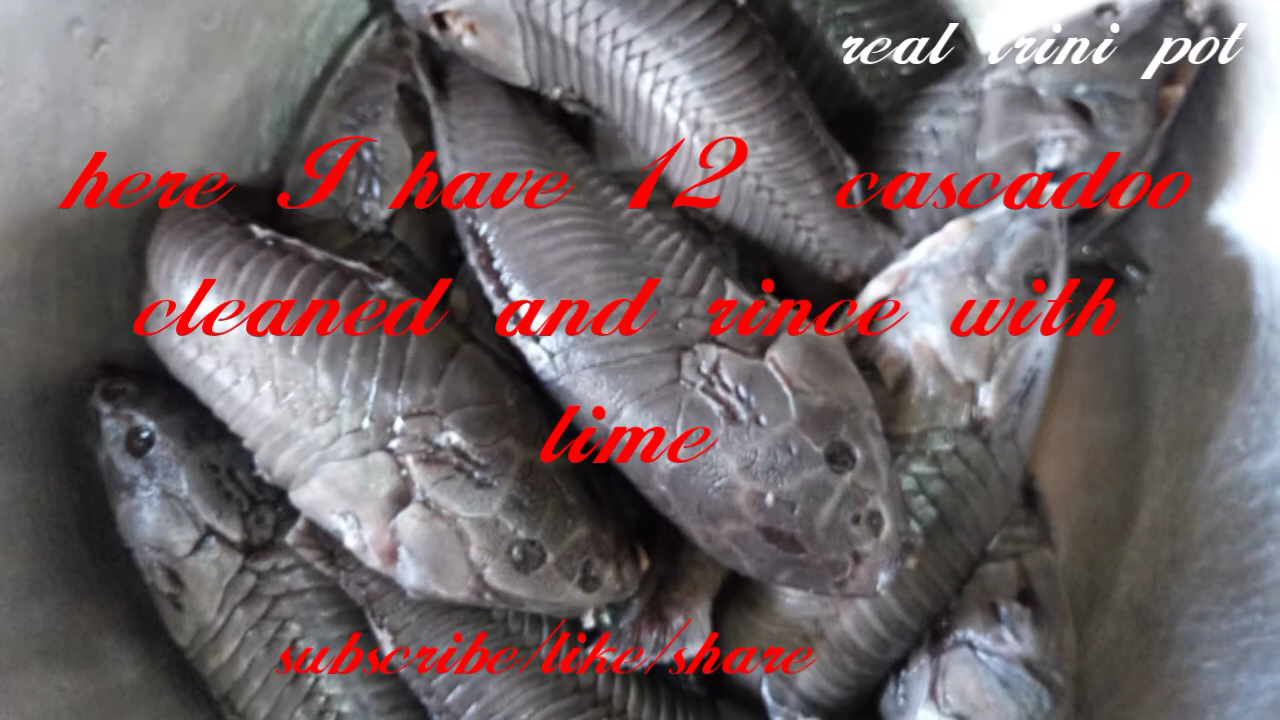 real trini pot
here I have 12 cascadoo
cleaned and rince with
lime
subscribe/like/share